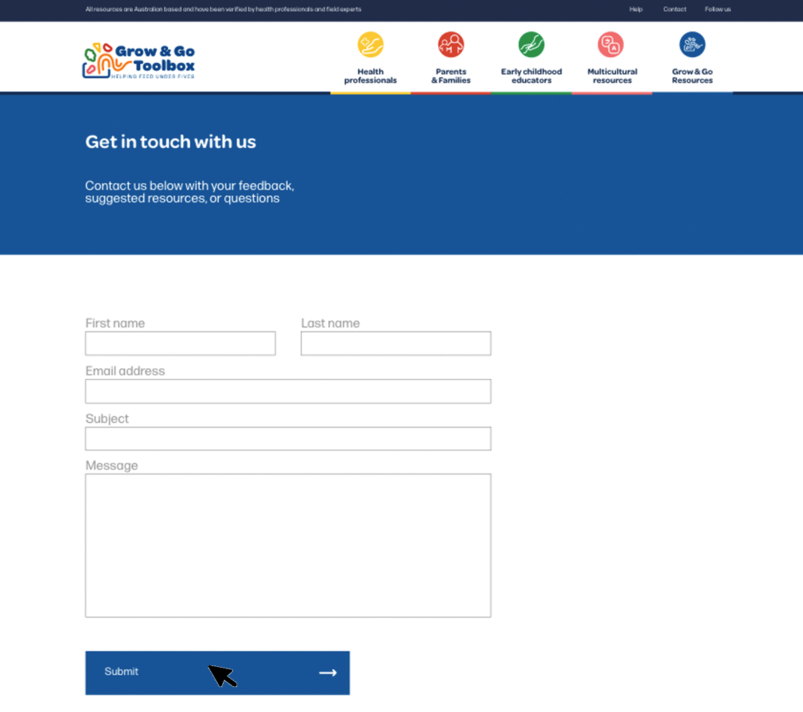 All resources are Australian based and have been verified by health professionals and field experts
Help
Contact
Follow us
Grow & Go
Toolbox
HELPING FEED UNDER FIVES
Health
professionals
Parents
& Families
Early childhood
educators
Multicultural
resources
Grow & Go
Resources
Get in touch with us
Contact us below with your feedback,
suggested resources, or questions
First name
Last name
Email address
Subject
Message
Submit